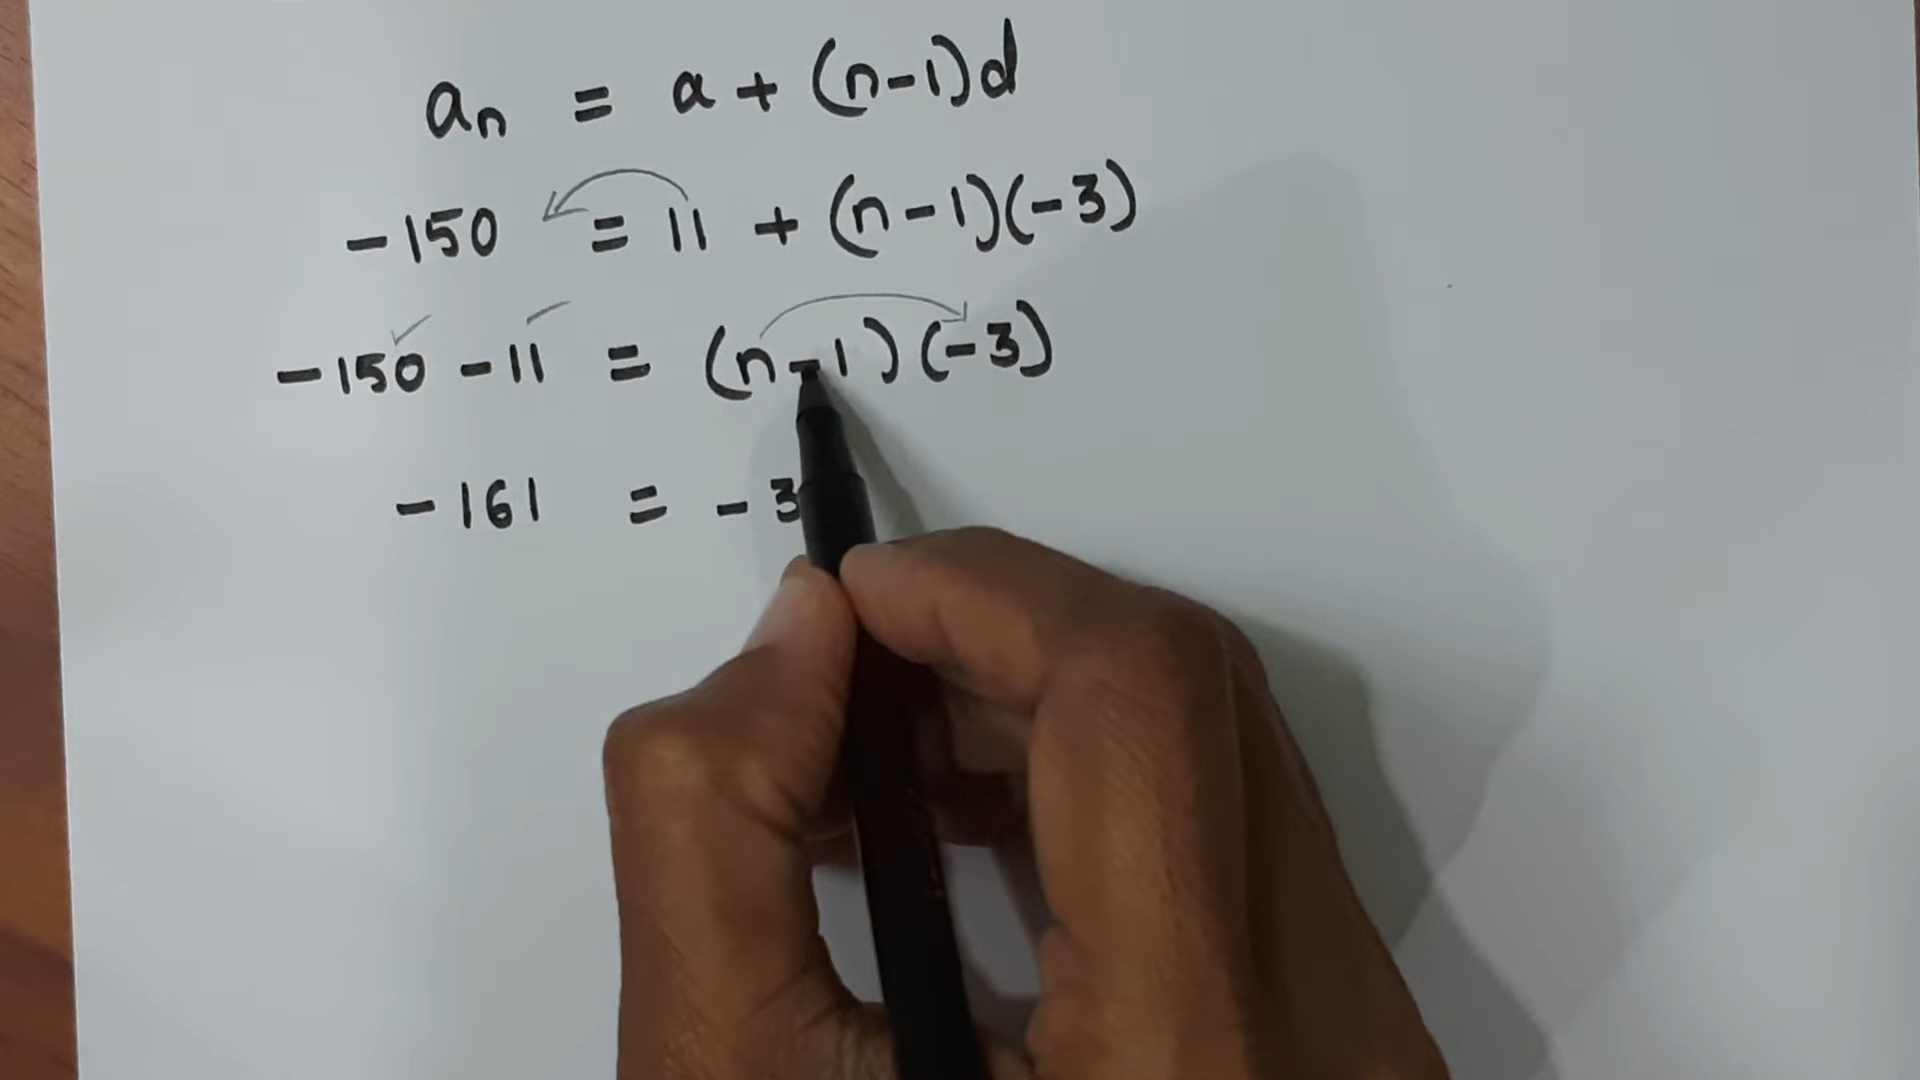 an = a + (n-1)d
-150 = 11 + (n-1)(-3)
-150 -11 = (n-1)(-3)
-161 = -3